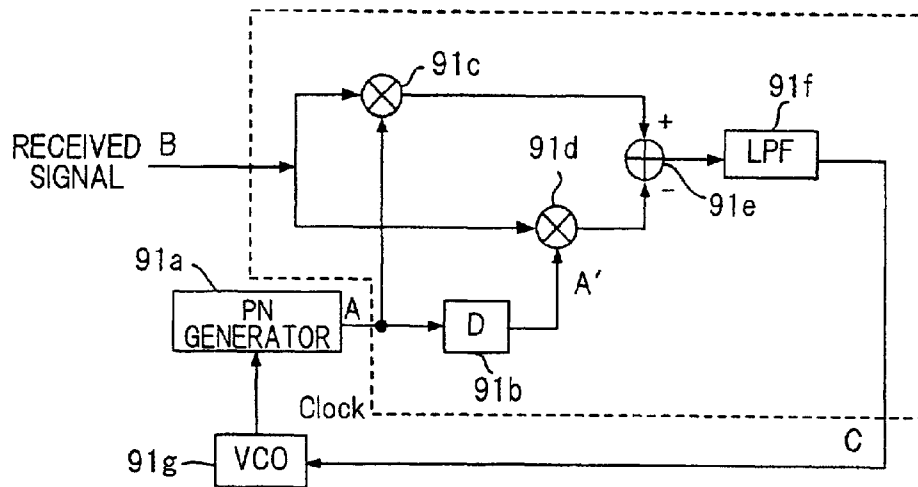 91c
91f
+
LPF
RECEIVED B
SIGNAL
91d
-
91e
91a
A'
PN
GENERATOR
A
D
91b
Clock
C
91g
VCO